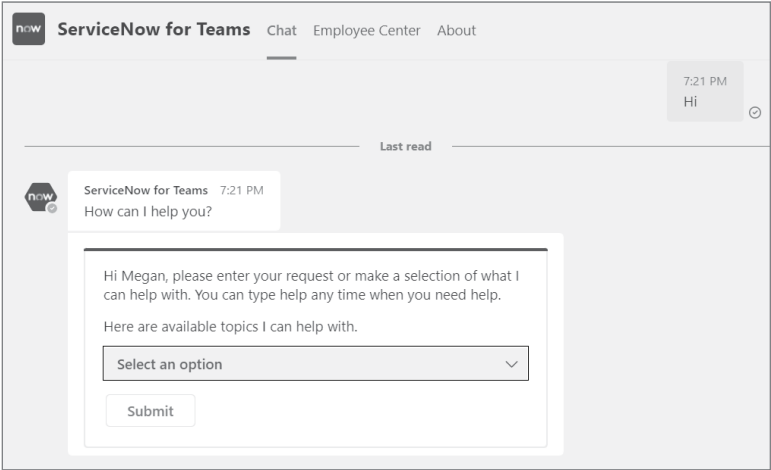 now
ServiceNow for Teams Chat Employee Center About
7:21 PM
Hi
Last read
now
ServiceNow for Teams 7:21 PM
How can I help you?
Hi Megan, please enter your request or make a selection of what I
can help with. You can type help any time when you need help.
Here are available topics I can help with.
Select an option
Submit